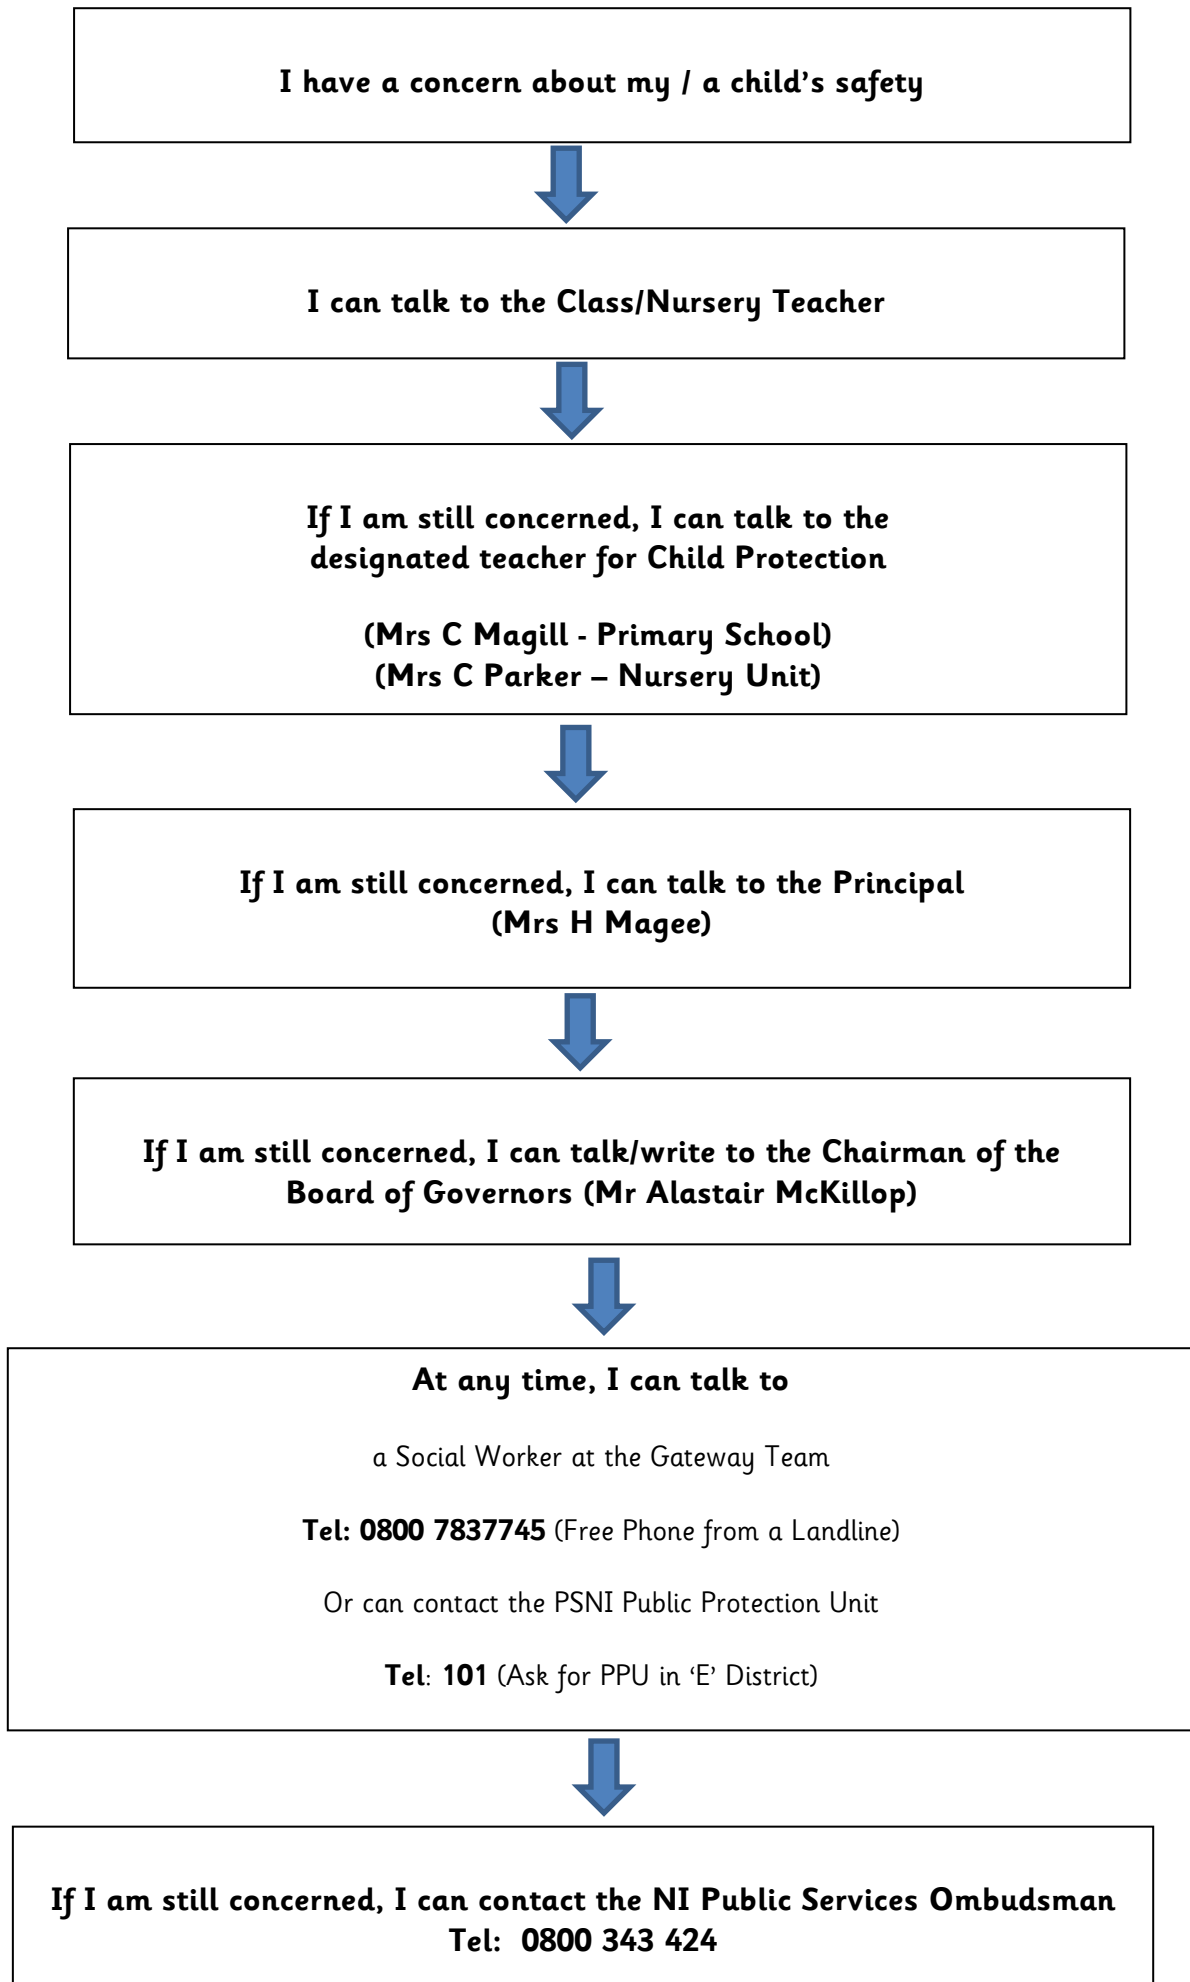 I have a concern about my / a child’s safety
I can talk to the Class/Nursery Teacher
If I am still concerned, I can talk to the
designated teacher for Child Protection
(Mrs C Magill - Primary School)
(Mrs C Parker – Nursery Unit)
If I am still concerned, I can talk to the Principal
(Mrs H Magee)
If I am still concerned, I can talk/write to the Chairman of the
Board of Governors (Mr Alastair McKillop)
At any time, I can talk to
a Social Worker at the Gateway Team
Tel: 0800 7837745 (Free Phone from a Landline)
Or can contact the PSNI Public Protection Unit
Tel: 101 (Ask for PPU in ‘E’ District)
If I am still concerned, I can contact the NI Public Services Ombudsman
Tel:  0800 343 424